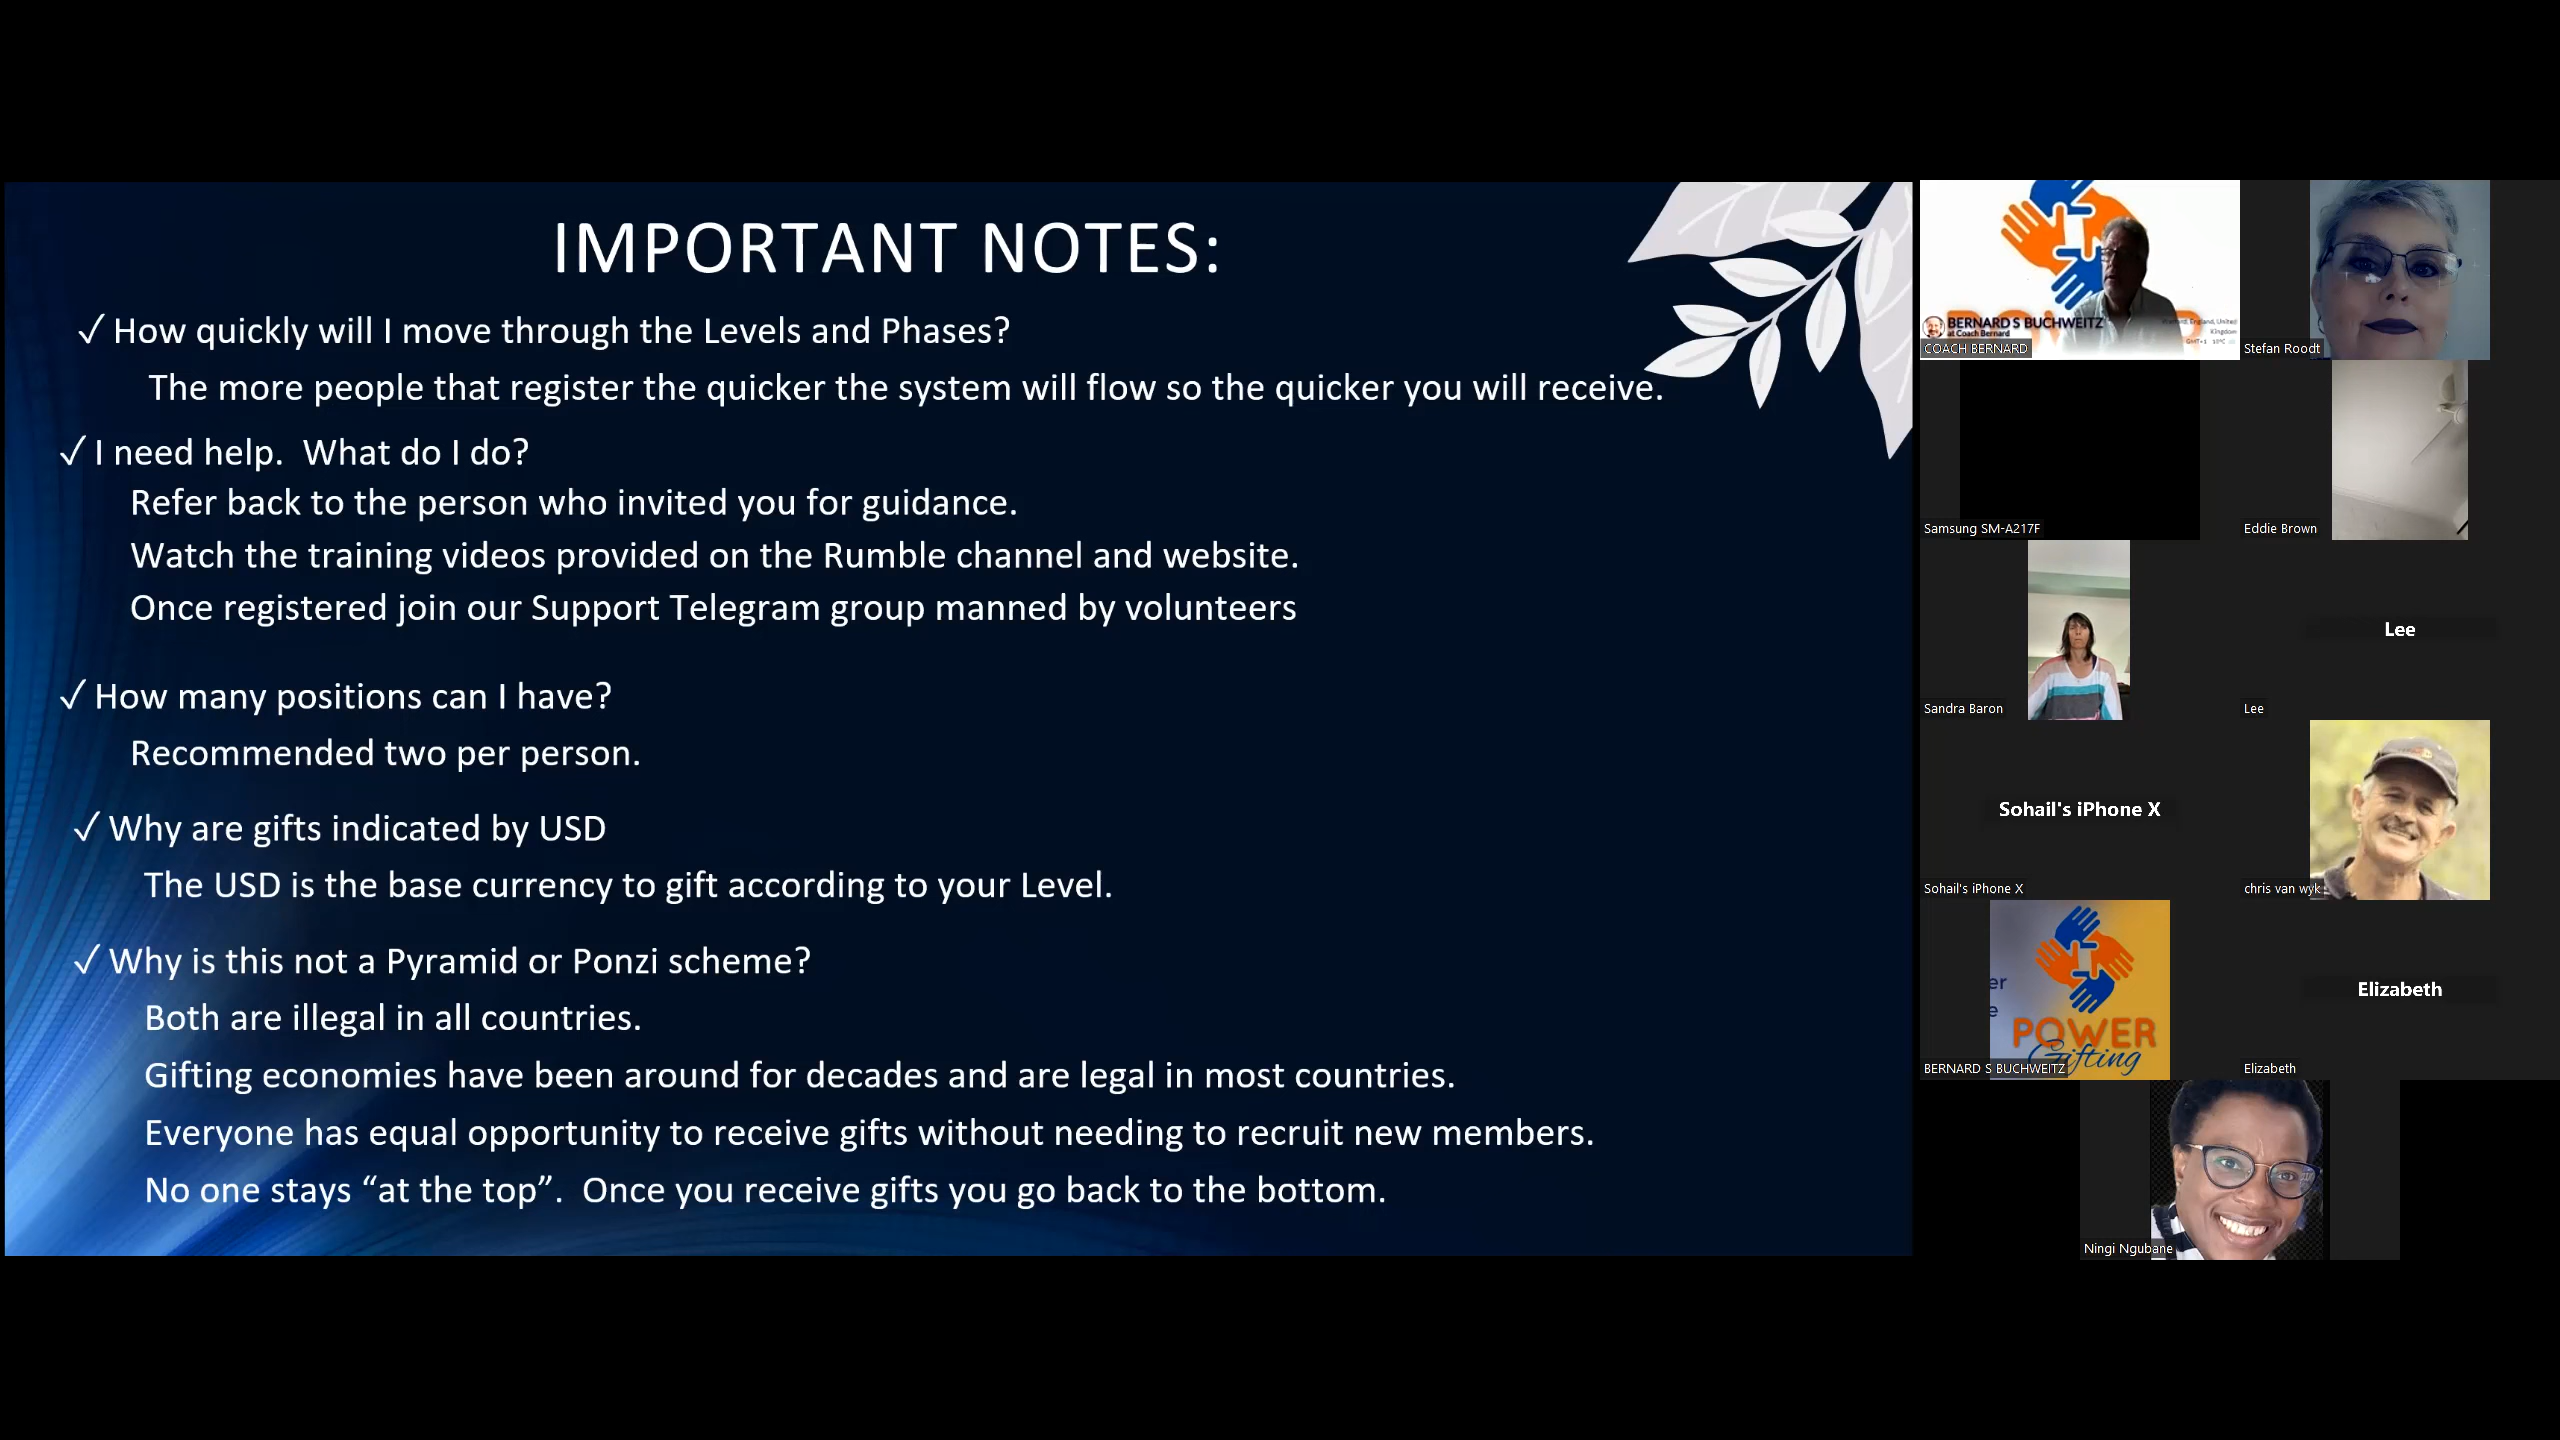 IMPORTANT NOTES:
✓ How quickly will I move through the Levels and Phases?
The more people that register the quicker the system will flow so the quicker you will receive.
✓ I need help.  What do I do?
Refer back to the person who invited you for guidance.
Watch the training videos provided on the Rumble channel and website.
Once registered join our Support Telegram group manned by volunteers
✓ How many positions can I have?
Recommended two per person.
✓ Why are gifts indicated by USD
The USD is the base currency to gift according to your Level.
✓ Why is this not a Pyramid or Ponzi scheme?
Both are illegal in all countries.
Gifting economies have been around for decades and are legal in most countries.
Everyone has equal opportunity to receive gifts without needing to recruit new members.
No one stays “at the top”.  Once you receive gifts you go back to the bottom.
BERNARD S BUCHWEITZ
at Coach Bernard
England, United
Kingdom
COACH BERNARD
Stefan Roodt
Samsung SM-A217F
Eddie Brown
Sandra Baron
Lee
Lee
Sohail's iPhone X
Sohail's iPhone X
chris van wyk
er
e
POWER
Gifting
BERNARD S BUCHWEITZ
Elizabeth
Elizabeth
Ningi Ngubane